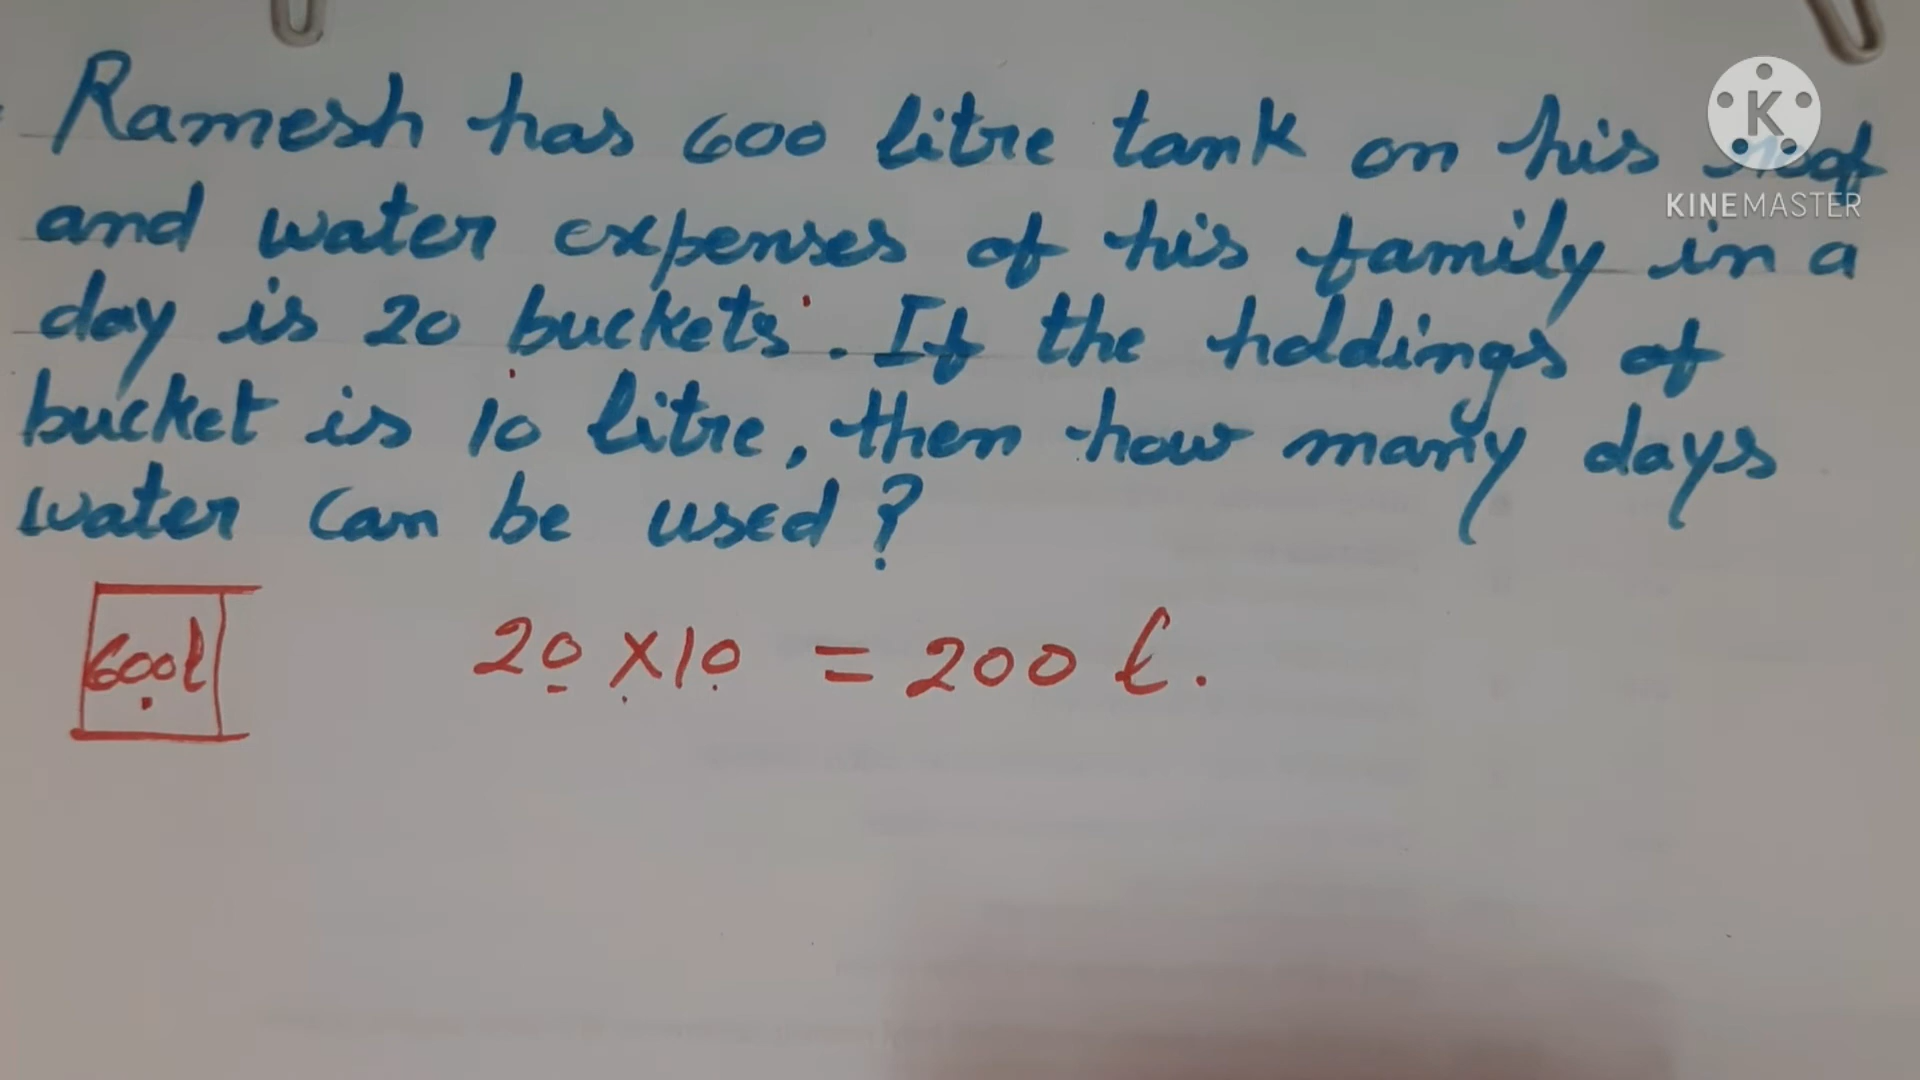 Ramesh has 600 litre tank on his roof
and water expenses of his family in a
day is 20 buckets. If the holdings of
bucket is 10 litre, then how many days
water can be used?
600l
20 x 10 = 200 l.
K
KINEMASTER